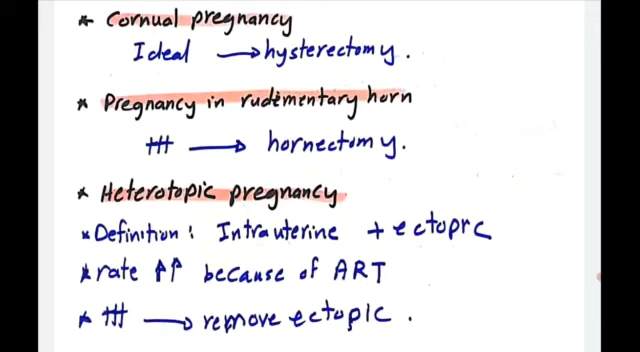 * Cornual pregnancy
Ideal → hysterectomy.
* Pregnancy in rudimentary horn
ttt → hornectomy.
* Heterotopic pregnancy
* Definition: Intrauterine + ectopic
* rate ↑↑ because of ART
* ttt → remove ectopic.